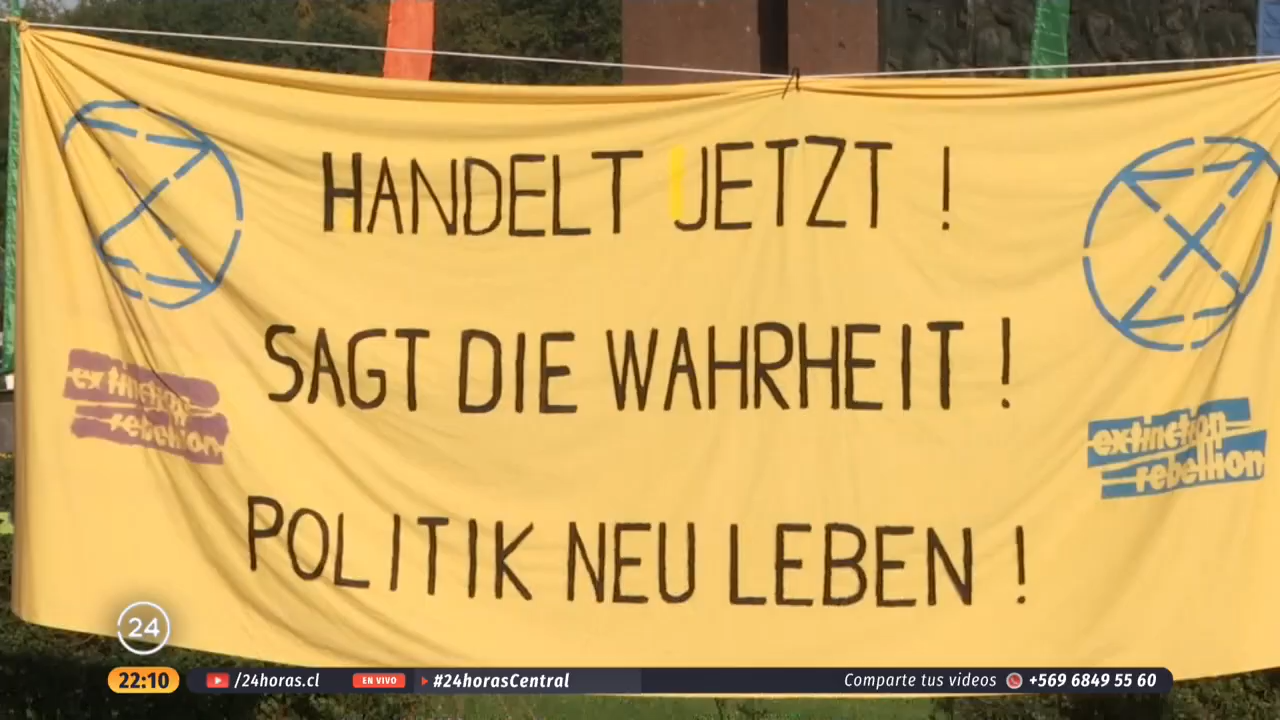 HANDELT JETZT !
SAGT DIE WAHRHEIT !
extinction
rebellion
extinction
rebellion
POLITIK NEU LEBEN !
24
22:10 /24horas.cl EN VIVO #24horasCentral Comparte tus videos +569 6849 55 60